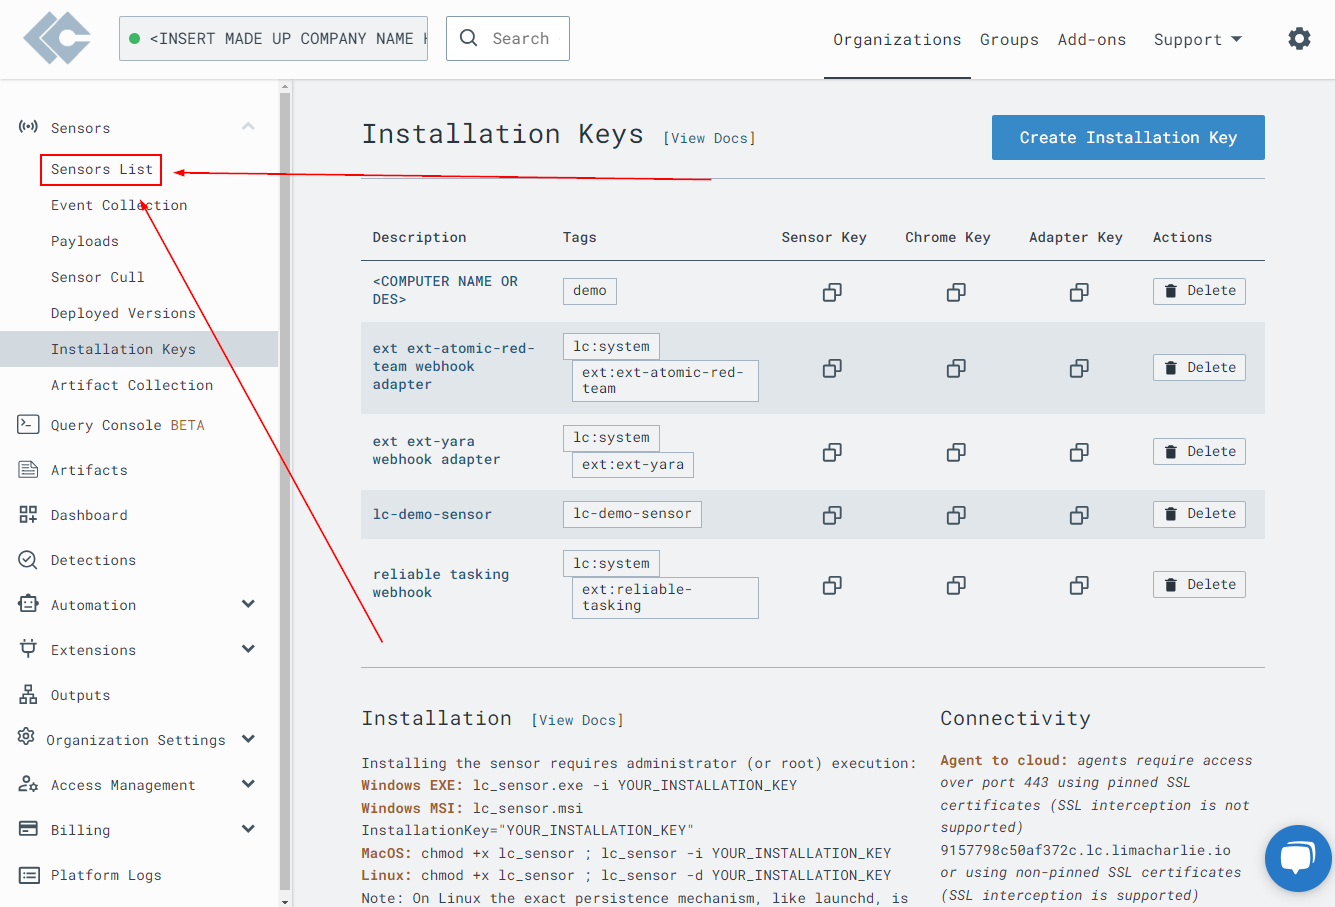 <INSERT MADE UP COMPANY NAME
Search
Organizations
Groups
Add-ons
Support
Sensors
Sensors List
Event Collection
Payloads
Sensor Cull
Deployed Versions
Installation Keys
Artifact Collection
Query Console BETA
Artifacts
Dashboard
Detections
Automation
Extensions
Outputs
Organization Settings
Access Management
Billing
Platform Logs
Installation Keys [View Docs]
Create Installation Key
Description Tags Sensor Key Chrome Key Adapter Key Actions
<COMPUTER NAME OR
DES>
demo
Delete
ext ext-atomic-red-
team webhook
adapter
lc:system
ext:ext-atomic-red-
team
Delete
ext ext-yara
webhook adapter
lc:system
ext:ext-yara
Delete
lc-demo-sensor
lc-demo-sensor
Delete
reliable tasking
webhook
lc:system
ext:reliable-
tasking
Delete
Installation [View Docs]
Installing the sensor requires administrator (or root) execution:
Windows EXE: lc_sensor.exe -i YOUR_INSTALLATION_KEY
Windows MSI: lc_sensor.msi
InstallationKey="YOUR_INSTALLATION_KEY"
MacOS: chmod +x lc_sensor ; lc_sensor -i YOUR_INSTALLATION_KEY
Linux: chmod +x lc_sensor ; lc_sensor -d YOUR_INSTALLATION_KEY
Note: On Linux the exact persistence mechanism, like launchd, is
Connectivity
Agent to cloud: agents require access
over port 443 using pinned SSL
certificates (SSL interception is not
supported)
9157798c50af372c.lc.limacharlie.io
or using non-pinned SSL certificates
(SSL interception is supported)